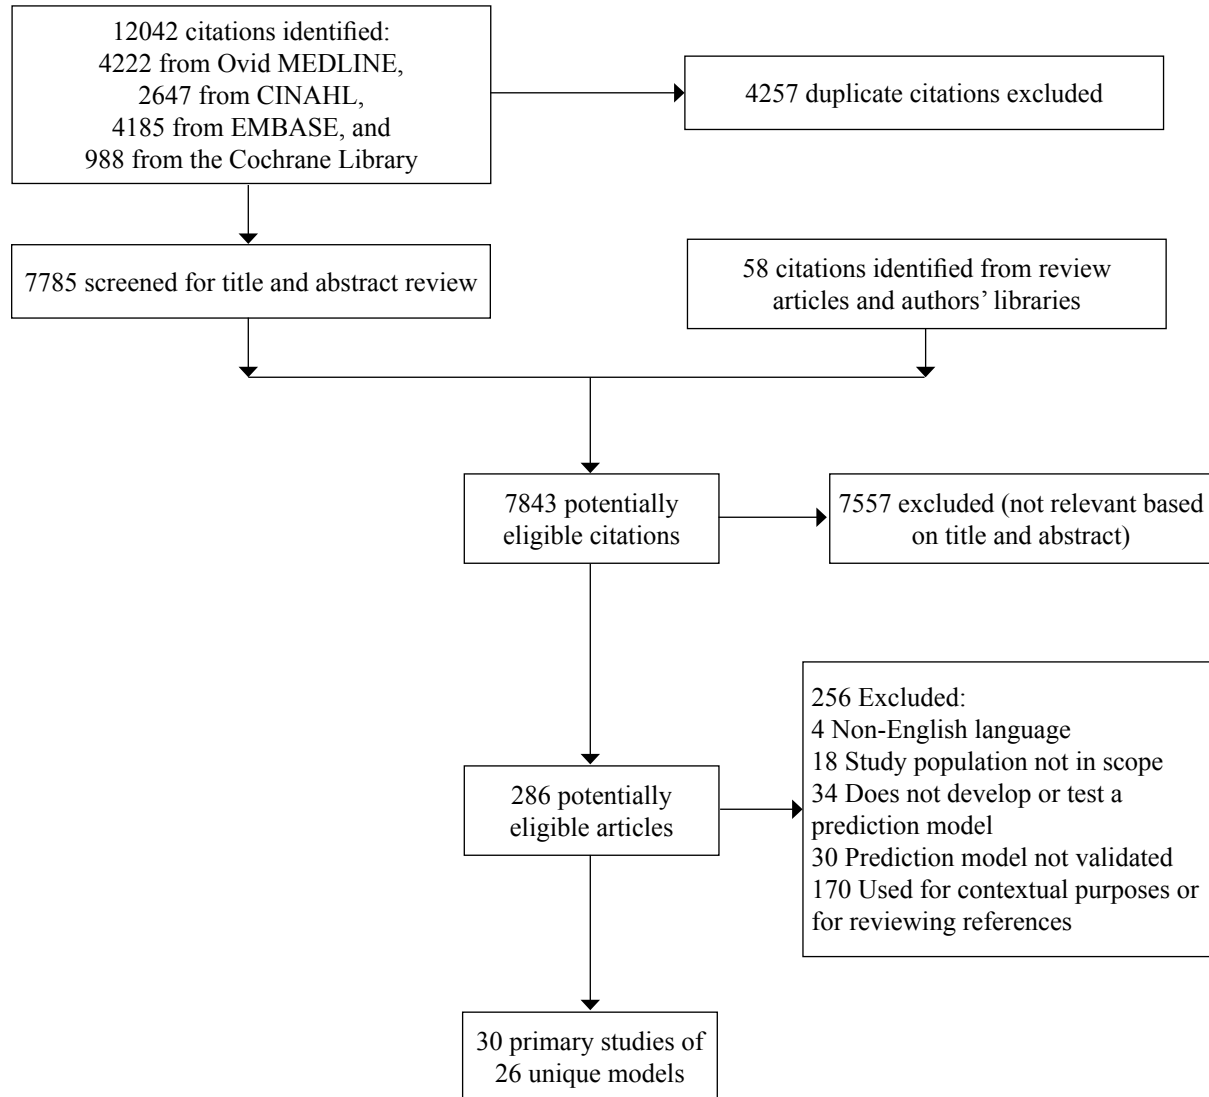 12042 citations identified:
4222 from Ovid MEDLINE,
2647 from CINAHL,
4185 from EMBASE, and
988 from the Cochrane Library
4257 duplicate citations excluded
7785 screened for title and abstract review
58 citations identified from review
articles and authors’ libraries
7843 potentially
eligible citations
7557 excluded (not relevant based
on title and abstract)
256 Excluded:
4 Non-English language
18 Study population not in scope
34 Does not develop or test a
prediction model
30 Prediction model not validated
170 Used for contextual purposes or
for reviewing references
286 potentially
eligible articles
30 primary studies of
26 unique models